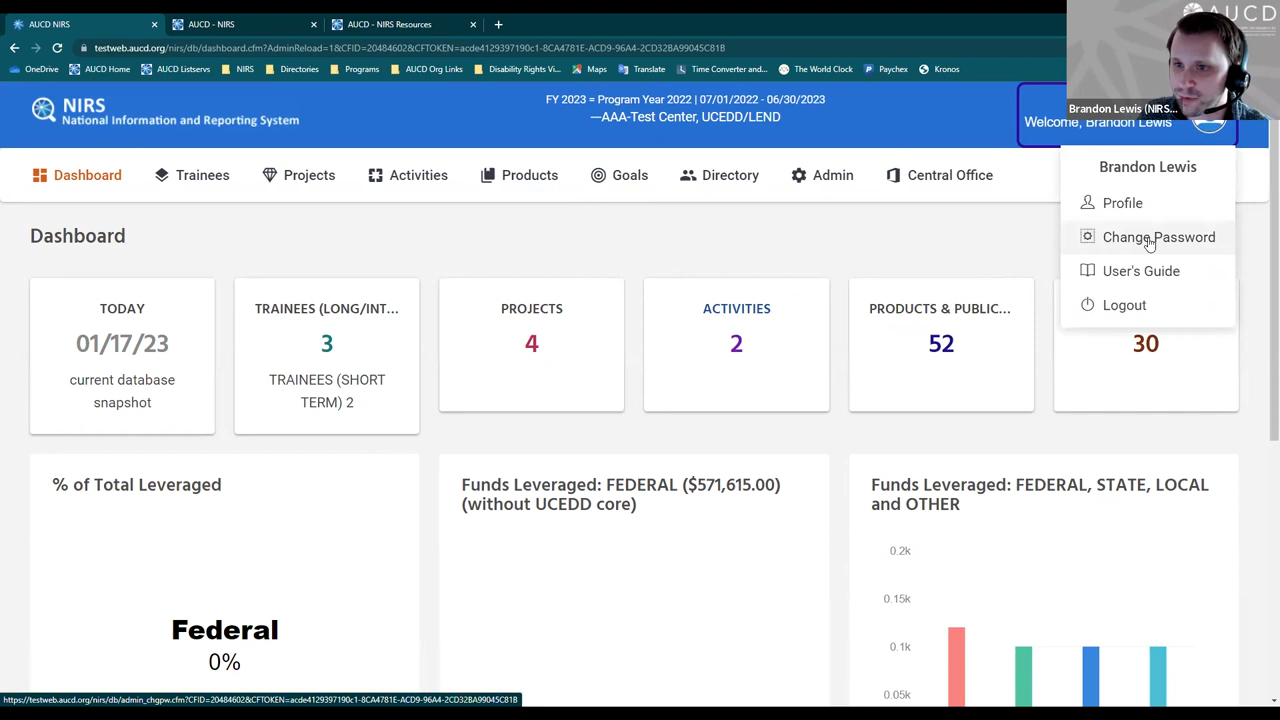 AUCD NIRS
AUCD - NIRS
AUCD - NIRS Resources
testweb.aucd.org/nirs/db/dashboard.cfm?AdminReload=1&CFID=20484602&CFTOKEN=acde4129397190c1-8CA4781E-ACD9-96A4-2CD32BA99045C81B
OneDrive
AUCD Home
AUCD Listservs
NIRS
Directories
Programs
AUCD Org Links
Disability Rights Vi...
Maps
Translate
Time Converter and...
The World Clock
Paychex
Kronos
AUCD
Brandon Lewis (NIRS...
NIRS
National Information and Reporting System
FY 2023 = Program Year 2022 | 07/01/2022 - 06/30/2023
—AAA-Test Center, UCEDD/LEND
Welcome, Brandon Lewis
Dashboard
Trainees
Projects
Activities
Products
Goals
Directory
Admin
Central Office
Brandon Lewis
Profile
Change Password
User's Guide
Logout
Dashboard
TODAY
01/17/23
current database
snapshot
TRAINEES (LONG/INT...
3
TRAINEES (SHORT
TERM) 2
PROJECTS
4
ACTIVITIES
2
PRODUCTS & PUBLIC...
52
30
% of Total Leveraged
Federal
0%
Funds Leveraged: FEDERAL ($571,615.00)
(without UCEDD core)
Funds Leveraged: FEDERAL, STATE, LOCAL
and OTHER
0.2k
0.15k
0.1k
0.05k
https://testweb.aucd.org/nirs/db/admin_chgpw.cfm?CFID=20484602&CFTOKEN=acde4129397190c1-8CA4781E-ACD9-96A4-2CD32BA99045C81B